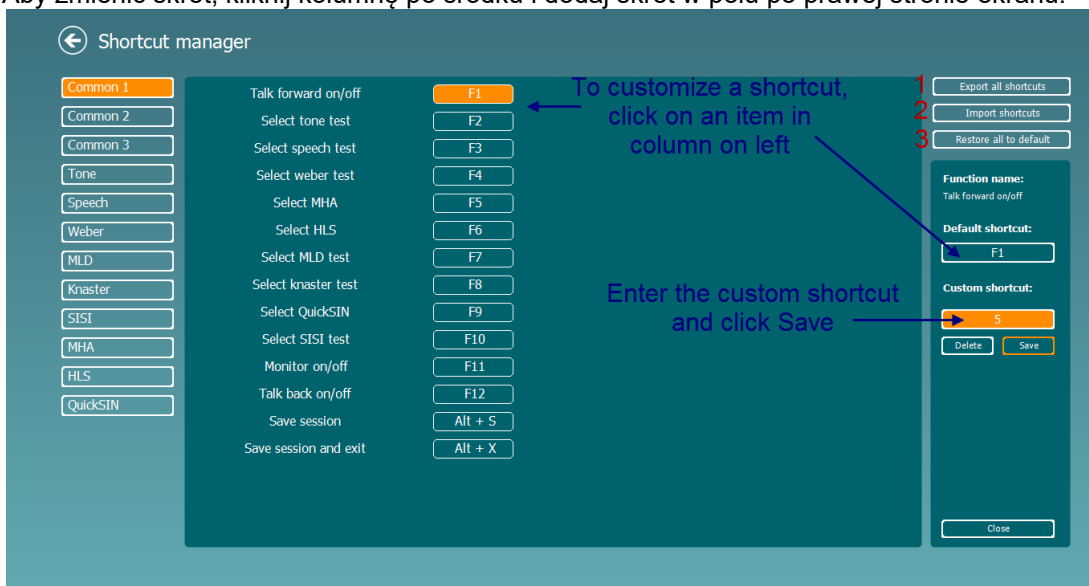 Aby zmienić skrót, kliknij kolumnę po środku i dodaj skrót w polu po prawej stronie ekranu.
Shortcut manager
Common 1
Common 2
Common 3
Tone
Speech
Weber
MLD
Knaster
SISI
MHA
HLS
QuickSIN
Talk forward on/off F1
Select tone test F2
Select speech test F3
Select weber test F4
Select MHA F5
Select HLS F6
Select MLD test F7
Select knaster test F8
Select QuickSIN F9
Select SISI test F10
Monitor on/off F11
Talk back on/off F12
Save session Alt + S
Save session and exit Alt + X
To customize a shortcut,
click on an item in
column on left
Enter the custom shortcut
and click Save
1 Export all shortcuts
2 Import shortcuts
3 Restore all to default
Function name:
Talk forward on/off
Default shortcut:
F1
Custom shortcut:
5
Delete Save
Close